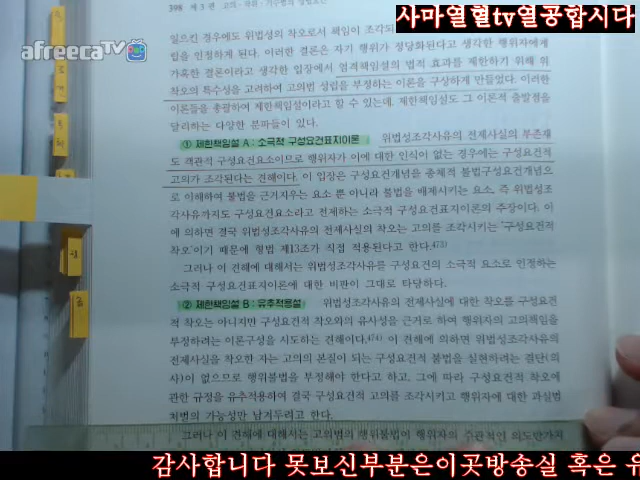 398 제 3 편 고의·과실·
사마열혈tv열공합시다
afreecaTV
일으킨 경우에도 위법성의 착오로서 책임이 조각되
립을 인정하게 된다. 이러한 결론은 자기 행위가 정당화된다고 생각한 행위자에게
가혹한 결론이라고 생각한 입장에서 엄격책임설의 법적 효과를 제한하기 위해 위
착오의 특수성을 고려하여 고의범 성립을 부정하는 이론을 구상하게 만들었다. 이러한
이론들을 총괄하여 제한책임설이라고 할 수 있는데, 제한책임설도 그 이론적 출발점을
달리하는 다양한 분파들이 있다.
① 제한책임설 A : 소극적 구성요건표지이론 위법성조각사유의 전제사실의 부존재
도 객관적 구성요건요소이므로 행위자가 이에 대한 인식이 없는 경우에는 구성요건적
고의가 조각된다는 견해이다. 이 입장은 구성요건개념을 총체적 불법구성요건개념으
로 이해하여 불법을 근거지우는 요소 뿐 아니라 불법을 배제시키는 요소, 즉 위법성조
각사유까지도 구성요건요소라고 전제하는 소극적 구성요건표지이론의 주장이다. 이
에 의하면 결국 위법성조각사유의 전제사실의 착오는 고의를 조각시키는 '구성요건적
착오'이기 때문에 형법 제13조가 직접 적용된다고 한다.473)
그러나 이 견해에 대해서는 위법성조각사유를 구성요건의 소극적 요소로 인정하는
소극적 구성요건표지이론에 대한 비판이 그대로 타당하다.
② 제한책임설 B : 유추적용설 위법성조각사유의 전제사실에 대한 착오를 구성요건
적 착오는 아니지만 구성요건적 착오와의 유사성을 근거로 하여 행위자의 고의책임을
부정하려는 이론구성을 시도하는 견해이다.474) 이 견해에 의하면 위법성조각사유의
전제사실을 착오한 자는 고의의 본질이 되는 구성요건적 불법을 실현하려는 결단(의
사)이 없으므로 행위불법을 부정해야 한다고 하고, 그에 따라 구성요건적 착오에
관한 규정을 유추적용하여 결국 구성요건적 고의를 조각시키고 행위자에 대한 과실범
처벌의 가능성만 남겨두려고 한다.
그러나 이 견해에 대해서는 고의범의 행위불법이 행위자의 주관적인 의도만가지
감사합니다 못보신부분은이곳방송실 혹은 유